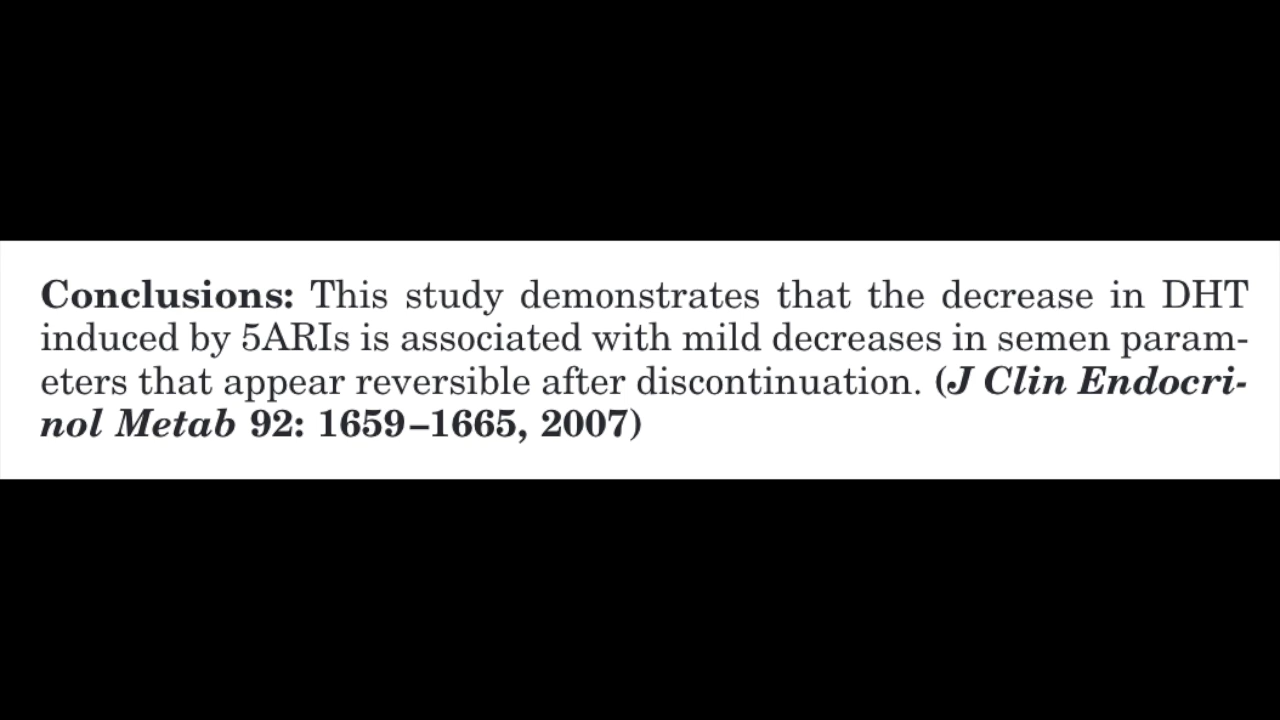 Conclusions: This study demonstrates that the decrease in DHT
induced by 5ARIs is associated with mild decreases in semen param-
eters that appear reversible after discontinuation. (J Clin Endocri-
nol Metab 92: 1659–1665, 2007)